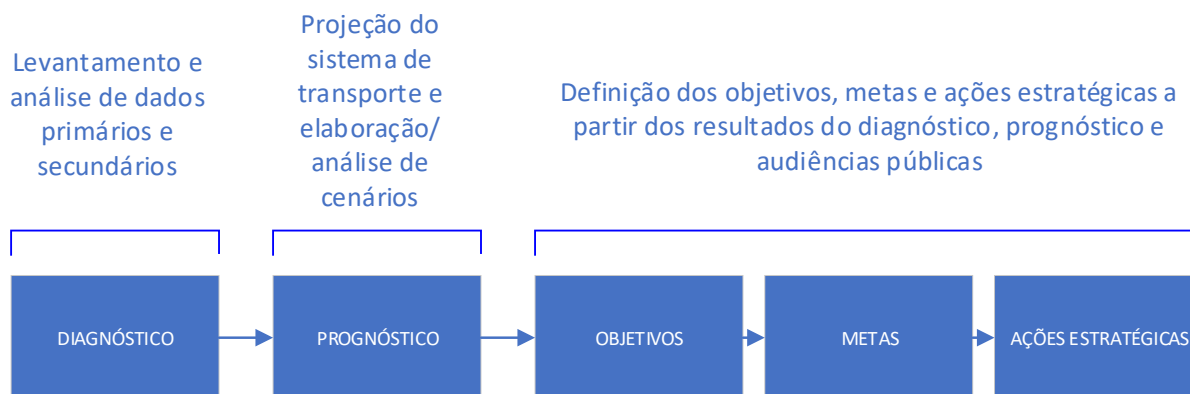 Levantamento e
análise de dados
primários e
secundários
Projeção do
sistema de
transporte e
elaboração/
análise de
cenários
Definição dos objetivos, metas e ações estratégicas a
partir dos resultados do diagnóstico, prognóstico e
audiências públicas
DIAGNÓSTICO
PROGNÓSTICO
OBJETIVOS
METAS
AÇÕES ESTRATÉGICAS